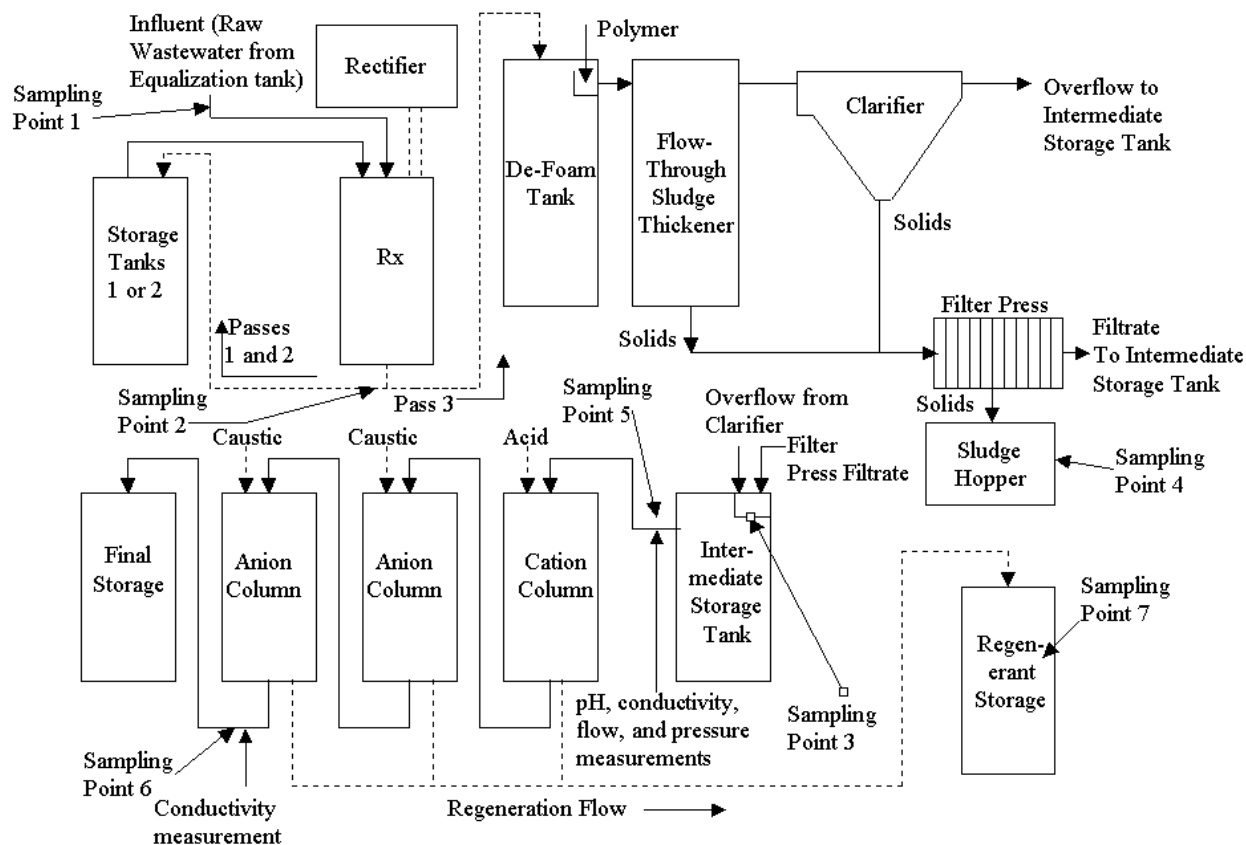 Influent (Raw
Wastewater from
Equalization tank)
Sampling
Point 1
Rectifier
Polymer
De-Foam
Tank
Flow-
Through
Sludge
Thickener
Clarifier
Overflow to
Intermediate
Storage Tank
Storage
Tanks
1 or 2
Rx
Solids
Passes
1 and 2
Solids
Filter Press
Filtrate
To Intermediate
Storage Tank
Sampling
Point 2
Pass 3
Sampling
Point 5
Overflow from
Clarifier
Filter
Press Filtrate
Solids
Sludge
Hopper
Sampling
Point 4
Caustic
Caustic
Acid
Final
Storage
Anion
Column
Anion
Column
Cation
Column
Inter-
mediate
Storage
Tank
Sampling
Point 7
Regen-
erant
Storage
pH, conductivity,
flow, and pressure
measurements
Sampling
Point 3
Sampling
Point 6
Conductivity
measurement
Regeneration Flow